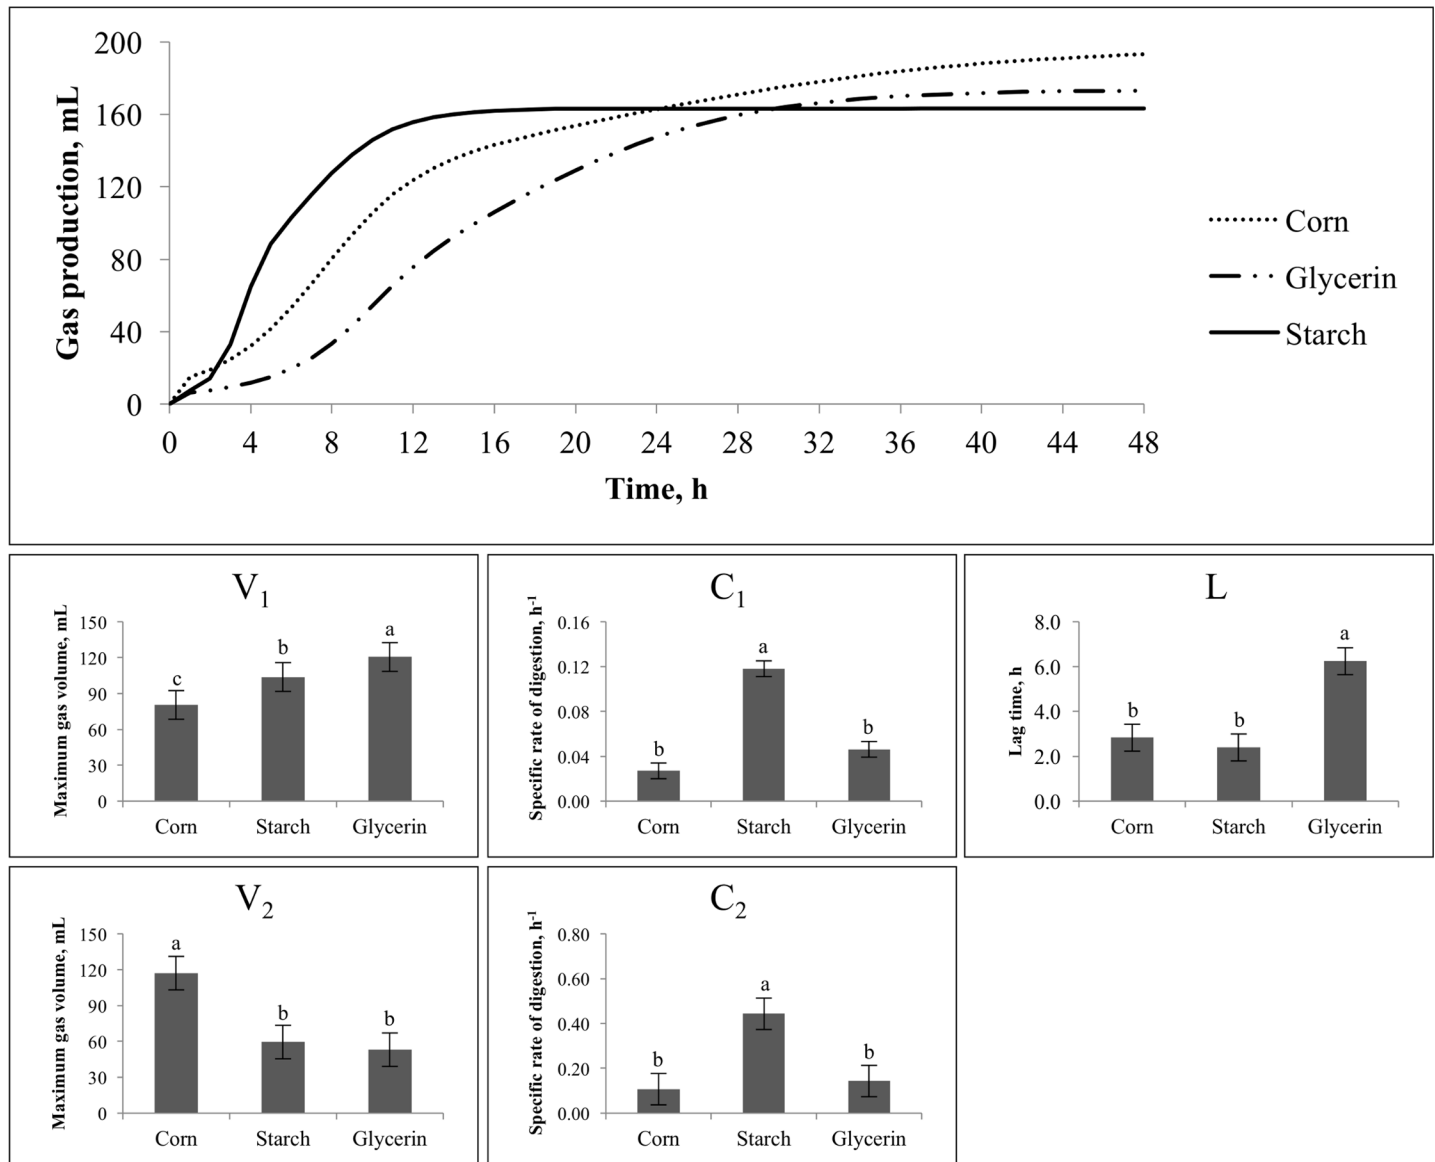 200
160
120
80
40
0
Gas production, mL
0 4 8 12 16 20 24 28 32 36 40 44 48
Time, h
Corn
Glycerin
Starch
V1
Maximum gas volume, mL
150
120
90
60
30
0
c b a
Corn Starch Glycerin
C1
Specific rate of digestion, h-1
0.16
0.12
0.08
0.04
0.00
b a b
Corn Starch Glycerin
L
Lag time, h
8.0
6.0
4.0
2.0
0.0
b b a
Corn Starch Glycerin
V2
Maximum gas volume, mL
150
120
90
60
30
0
a b b
Corn Starch Glycerin
C2
Specific rate of digestion, h-1
0.80
0.60
0.40
0.20
0.00
b a b
Corn Starch Glycerin